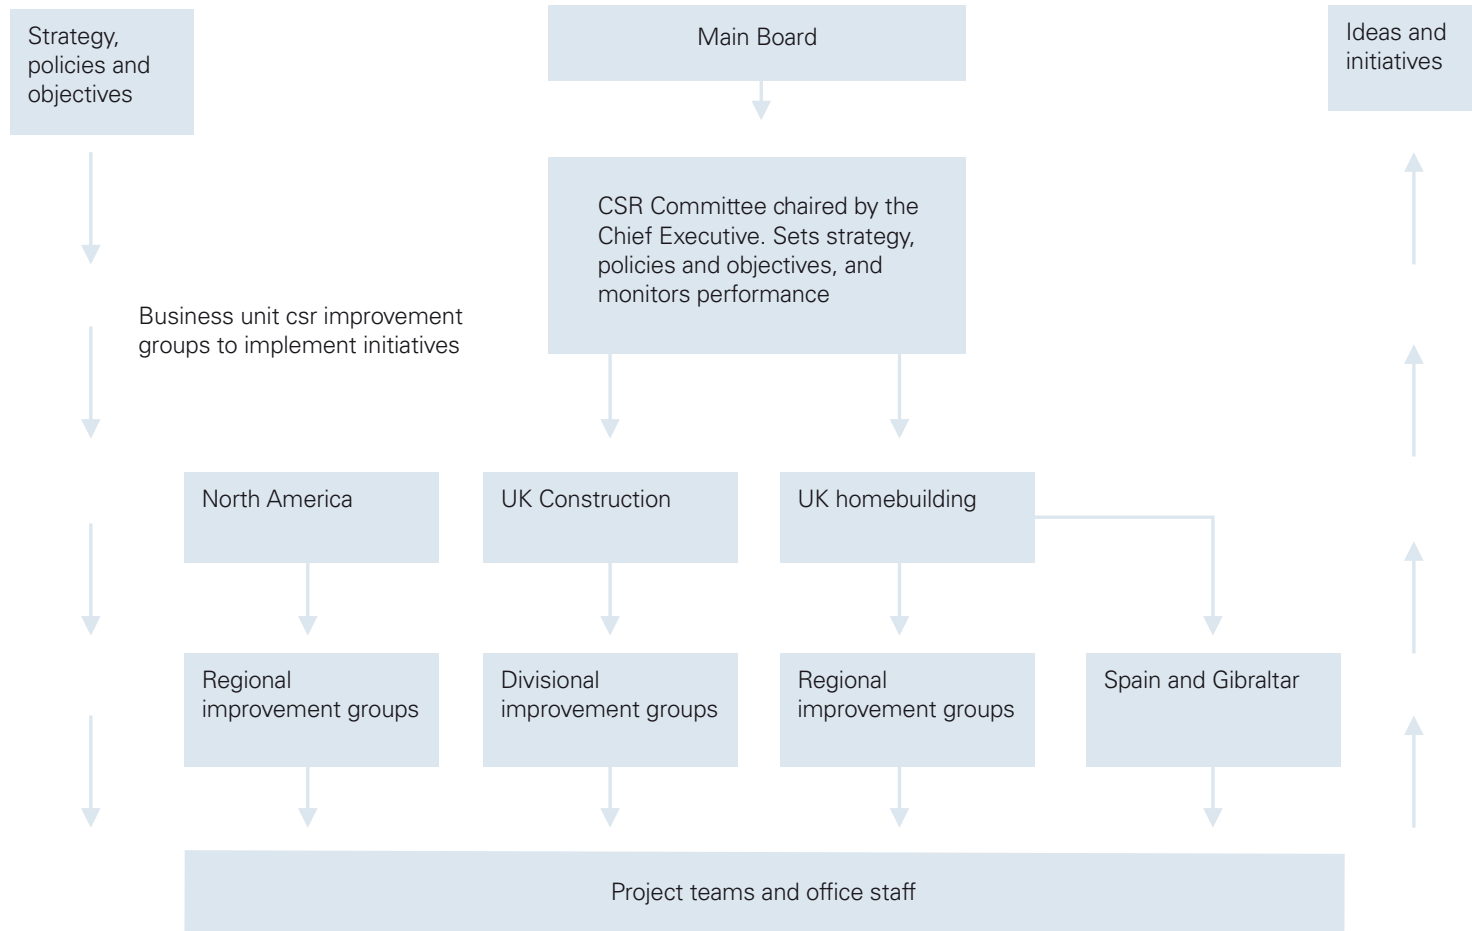 Strategy,
policies and
objectives
Main Board
Ideas and
initiatives
CSR Committee chaired by the
Chief Executive. Sets strategy,
policies and objectives, and
monitors performance
Business unit csr improvement
groups to implement initiatives
North America
UK Construction
UK homebuilding
Regional
improvement groups
Divisional
improvement groups
Regional
improvement groups
Spain and Gibraltar
Project teams and office staff